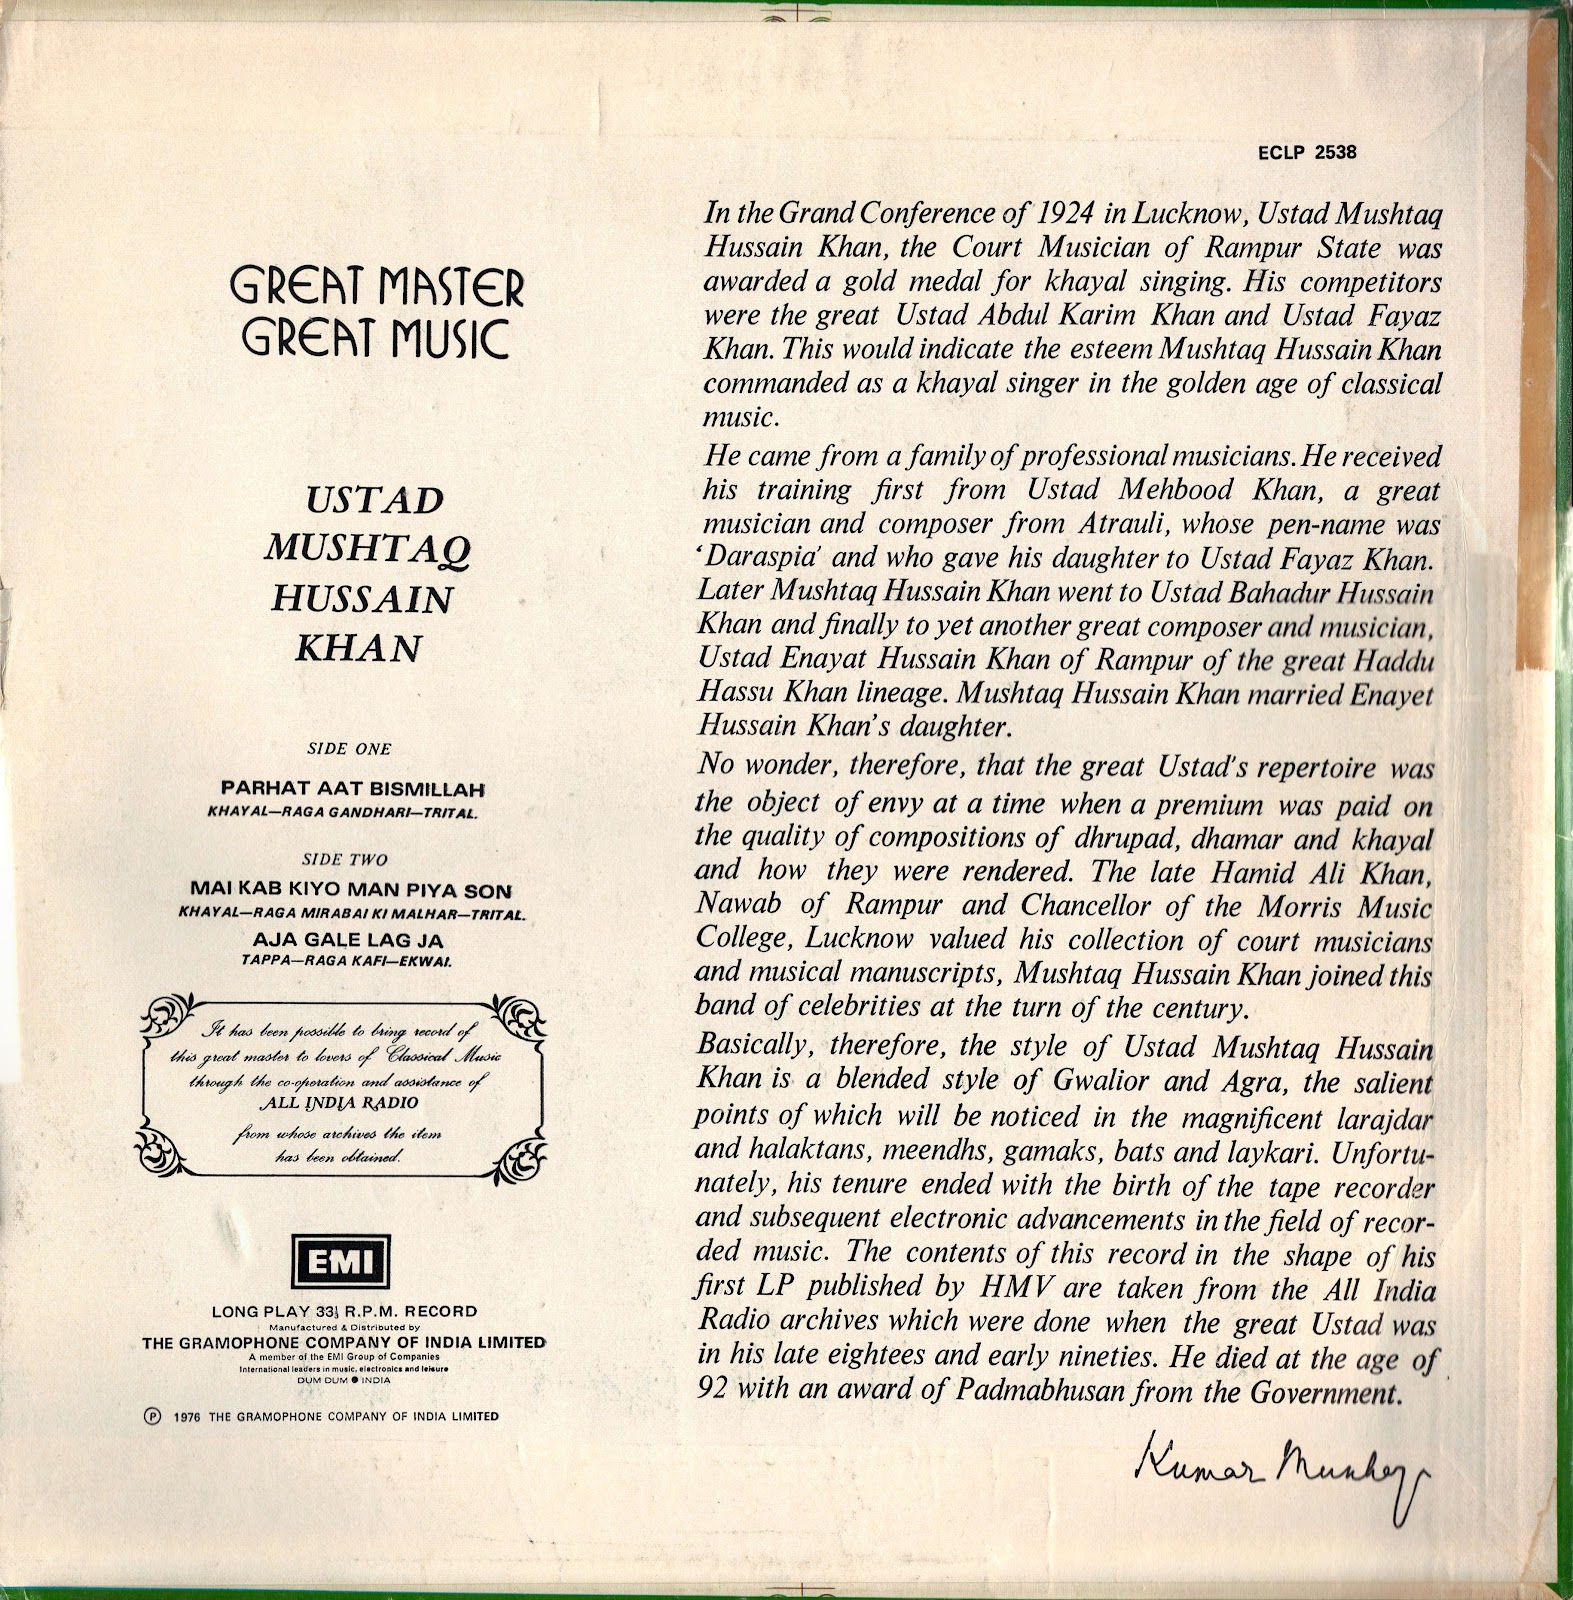 ECLP 2538
GREAT MASTER
GREAT MUSIC
USTAD
MUSHTAQ
HUSSAIN
KHAN
SIDE ONE
PARHAT AAT BISMILLAH
KHAYAL—RAGA GANDHARI—TRITAL.
SIDE TWO
MAI KAB KIYO MAN PIYA SON
KHAYAL—RAGA MIRABAI KI MALHAR—TRITAL.
AJA GALE LAG JA
TAPPA—RAGA KAFI—EKWAI.
It has been possible to bring record of
this great master to lovers of Classical Music
through the co-operation and assistance of
ALL INDIA RADIO
from whose archives the item
has been obtained.
EMI
LONG PLAY 33⅓ R.P.M. RECORD
Manufactured & Distributed by
THE GRAMOPHONE COMPANY OF INDIA LIMITED
A member of the EMI Group of Companies
International leaders in music, electronics and leisure
DUM DUM ● INDIA
℗ 1976 THE GRAMOPHONE COMPANY OF INDIA LIMITED
In the Grand Conference of 1924 in Lucknow, Ustad Mushtaq
Hussain Khan, the Court Musician of Rampur State was
awarded a gold medal for khayal singing. His competitors
were the great Ustad Abdul Karim Khan and Ustad Fayaz
Khan. This would indicate the esteem Mushtaq Hussain Khan
commanded as a khayal singer in the golden age of classical
music.
He came from a family of professional musicians. He received
his training first from Ustad Mehbood Khan, a great
musician and composer from Atrauli, whose pen-name was
‘Daraspia’ and who gave his daughter to Ustad Fayaz Khan.
Later Mushtaq Hussain Khan went to Ustad Bahadur Hussain
Khan and finally to yet another great composer and musician,
Ustad Enayat Hussain Khan of Rampur of the great Haddu
Hassu Khan lineage. Mushtaq Hussain Khan married Enayet
Hussain Khan's daughter.
No wonder, therefore, that the great Ustad's repertoire was
the object of envy at a time when a premium was paid on
the quality of compositions of dhrupad, dhamar and khayal
and how they were rendered. The late Hamid Ali Khan,
Nawab of Rampur and Chancellor of the Morris Music
College, Lucknow valued his collection of court musicians
and musical manuscripts, Mushtaq Hussain Khan joined this
band of celebrities at the turn of the century.
Basically, therefore, the style of Ustad Mushtaq Hussain
Khan is a blended style of Gwalior and Agra, the salient
points of which will be noticed in the magnificent larajdar
and halaktans, meendhs, gamaks, bats and laykari. Unfortu-
nately, his tenure ended with the birth of the tape recorder
and subsequent electronic advancements in the field of recor-
ded music. The contents of this record in the shape of his
first LP published by HMV are taken from the All India
Radio archives which were done when the great Ustad was
in his late eightees and early nineties. He died at the age of
92 with an award of Padmabhusan from the Government.
Kumar